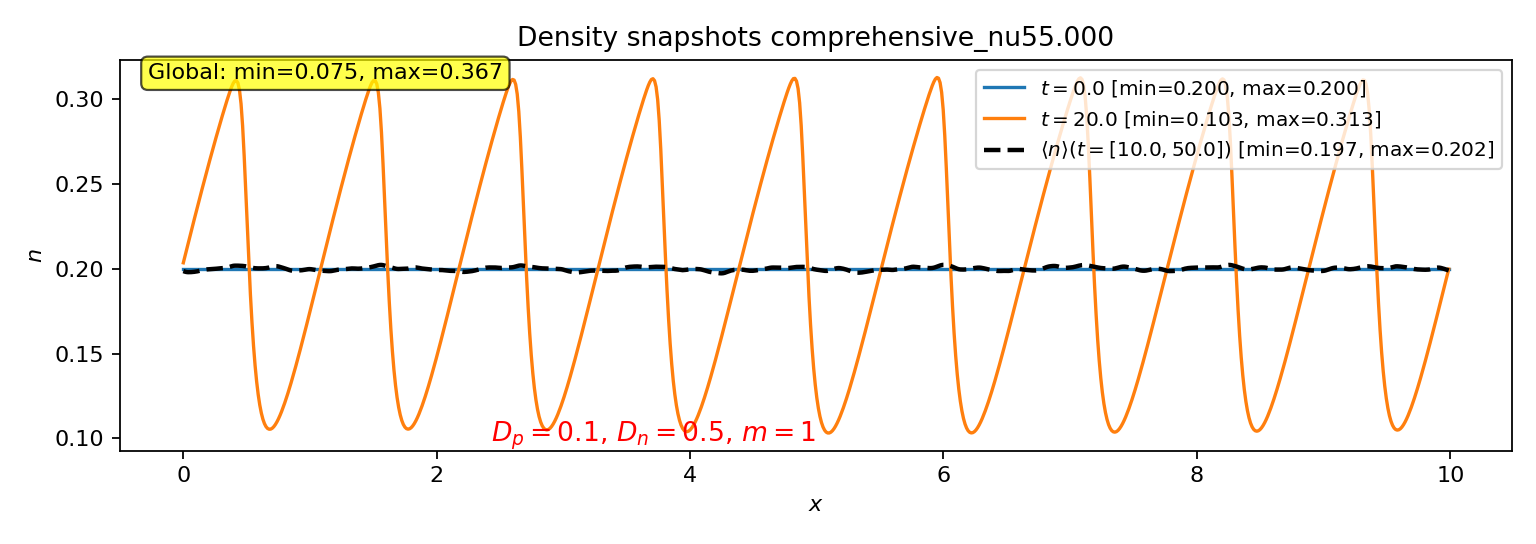 Density snapshots comprehensive_nu55.000
Global: min=0.075, max=0.367
t = 0.0 [min=0.200, max=0.200]
t = 20.0 [min=0.103, max=0.313]
⟨n⟩(t = [10.0, 50.0]) [min=0.197, max=0.202]
0.30
0.25
0.20
0.15
0.10
n
D_p = 0.1, D_n = 0.5, m = 1
0 2 4 6 8 10
x